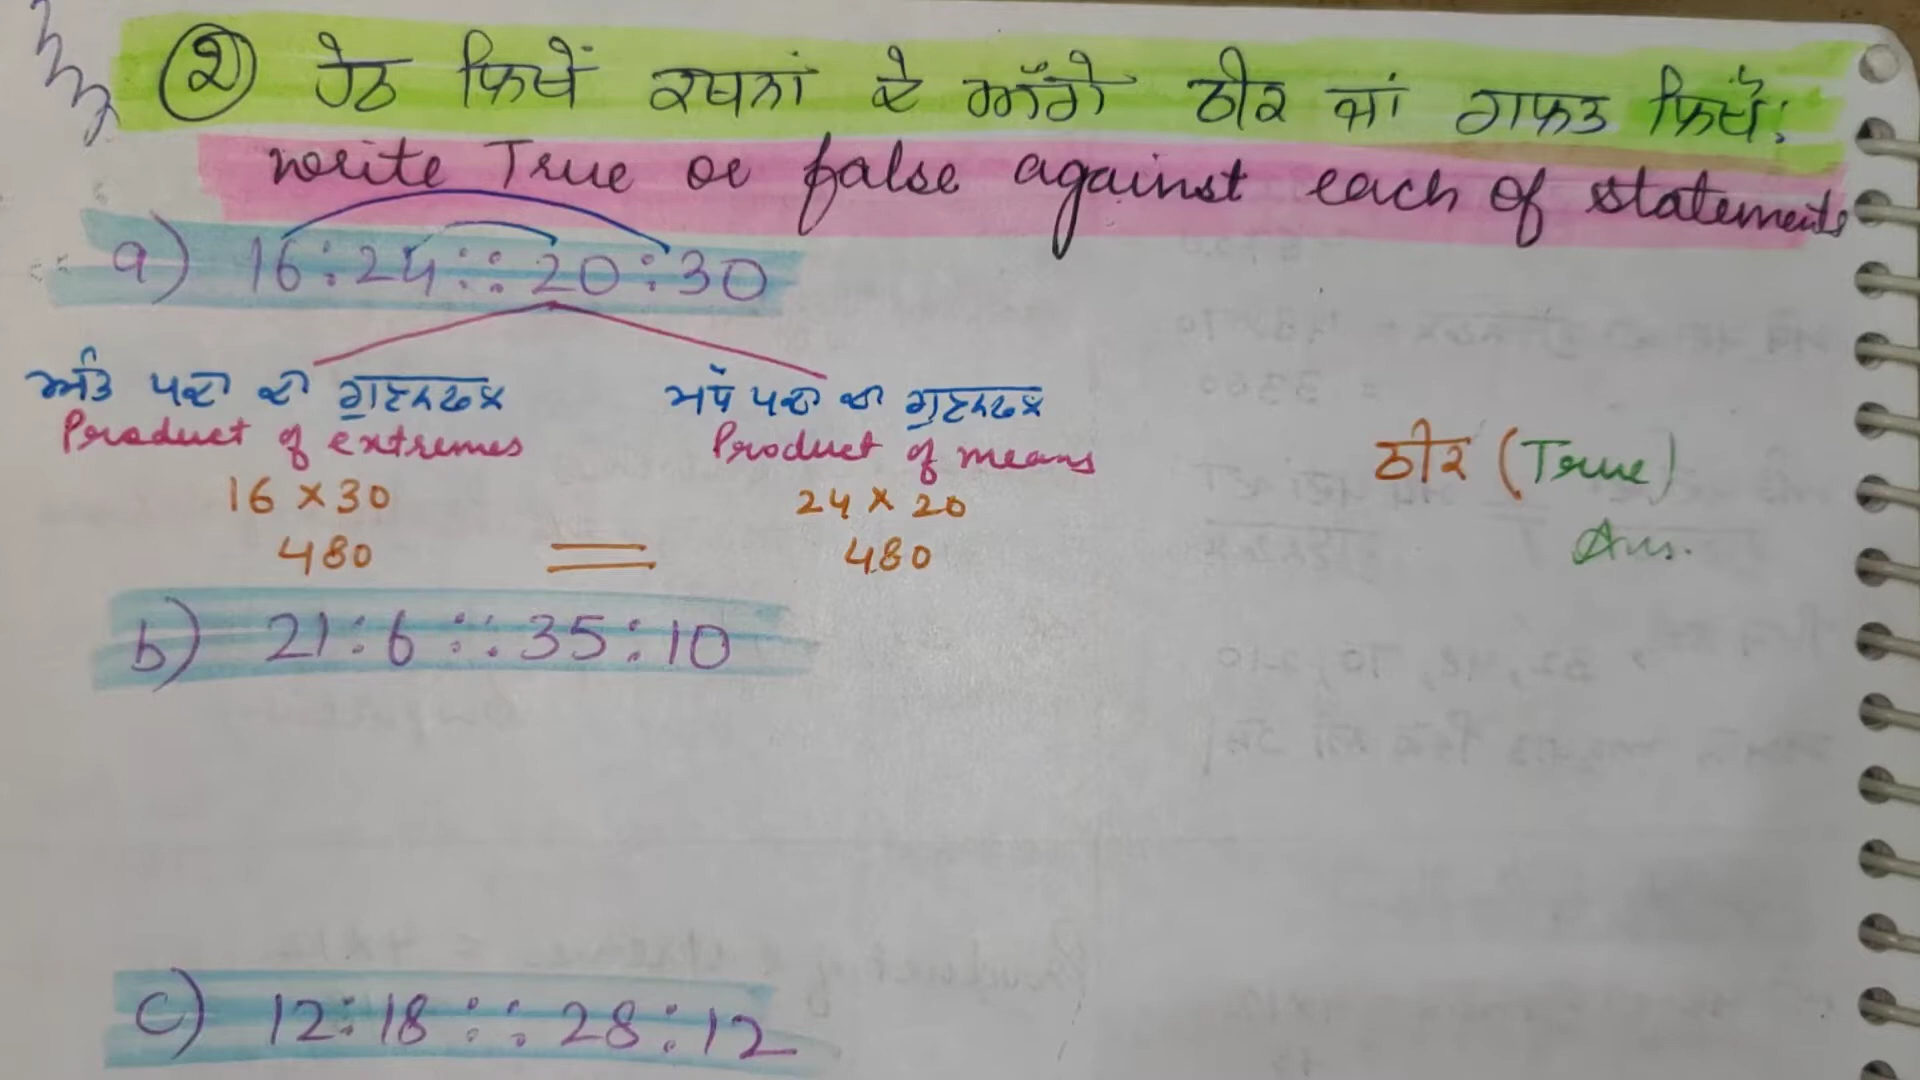 ੨ ਹੇਠ ਲਿਖੇਂ ਕਥਨਾਂ ਦੇ ਅੱਗੇ ਠੀਕ ਜਾਂ ਗਲਤ ਲਿਖੋ:
write True or false against each of statements
a) 16:24::20:30
ਅੰਤ ਪਦਾਂ ਦਾ ਗੁਣਨਫਲ
ਮੱਧ ਪਦਾਂ ਦਾ ਗੁਣਨਫਲ
Product of extremes
Product of means
ਠੀਕ (True)
16 × 30
24 × 20
480 = 480
Ans.
b) 21:6::35:10
c) 12:18::28:12